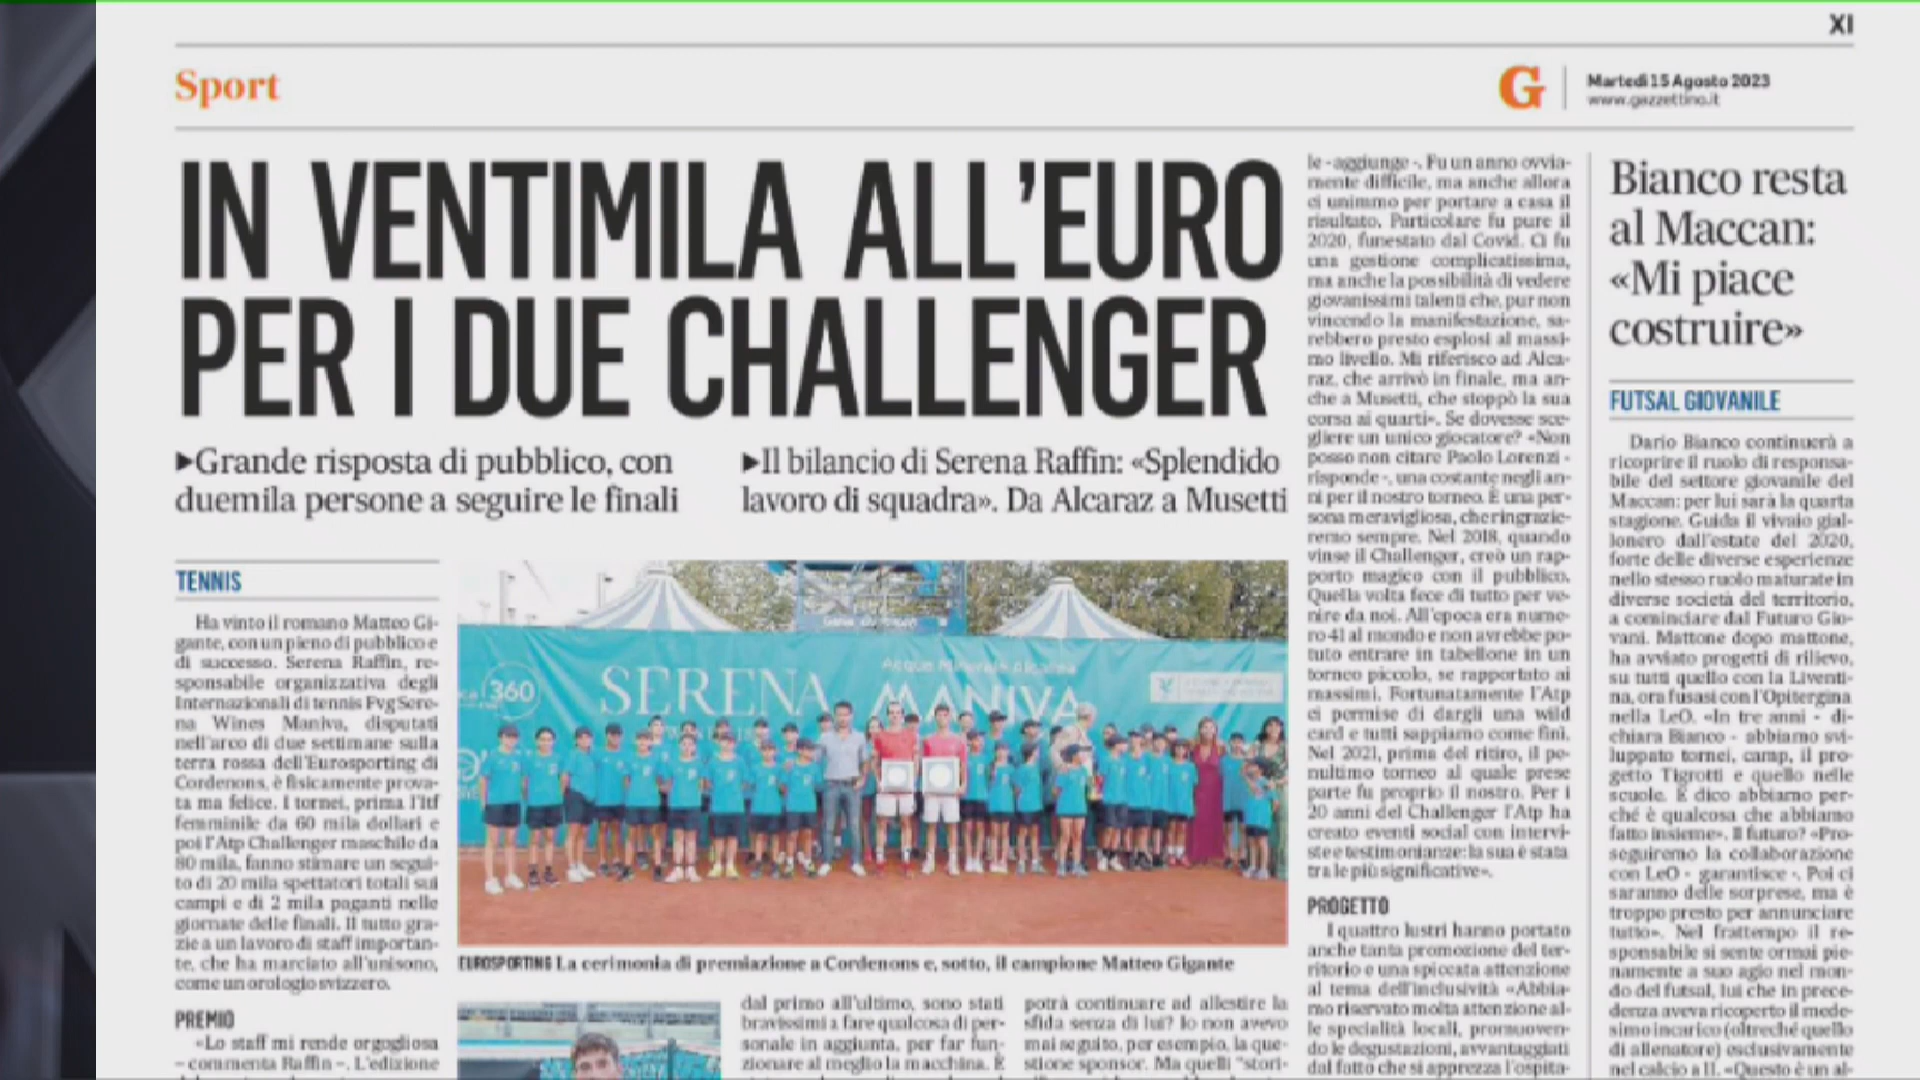 XI
Sport
G
Martedì 15 Agosto 2023
www.gazzettino.it
IN VENTIMILA ALL'EURO
PER I DUE CHALLENGER
▶Grande risposta di pubblico, con
duemila persone a seguire le finali
▶Il bilancio di Serena Raffin: «Splendido
lavoro di squadra». Da Alcaraz a Musetti
TENNIS
Ha vinto il romano Matteo Gi-
gante, con un pieno di pubblico e
di successo. Serena Raffin, re-
sponsabile organizzativa degli
Internazionali di tennis Fvg Sere-
na Wines Maniva, disputati
nell'arco di due settimane sulla
terra rossa dell'Eurosporting di
Cordenons, è fisicamente prova-
ta ma felice. I tornei, prima l'Itf
femminile da 60 mila dollari e
poi l'Atp Challenger maschile da
80 mila, fanno stimare un segui-
to di 20 mila spettatori totali sui
campi e di 2 mila paganti nelle
giornate delle finali. Il tutto gra-
zie a un lavoro di staff importan-
te, che ha marciato all'unisono,
come un orologio svizzero.
PREMIO
«Lo staff mi rende orgogliosa
- commenta Raffin -. L'edizione
360
SERENA
Acqua Minerale Alcalina
MANIVA
EUROSPORTING La cerimonia di premiazione a Cordenons e, sotto, il campione Matteo Gigante
dal primo all'ultimo, sono stati
bravissimi a fare qualcosa di per-
sonale in aggiunta, per far fun-
zionare al meglio la macchina. È
potrà continuare ad allestire la
sfida senza di lui? Io non avevo
mai seguito, per esempio, la que-
stione sponsor. Ma quelli "stori-
le - aggiunge -. Fu un anno ovvia-
mente difficile, ma anche allora
ci unimmo per portare a casa il
risultato. Particolare fu pure il
2020, funestato dal Covid. Ci fu
una gestione complicatissima,
ma anche la possibilità di vedere
giovanissimi talenti che, pur non
vincendo la manifestazione, sa-
rebbero presto esplosi al massi-
mo livello. Mi riferisco ad Alca-
raz, che arrivò in finale, ma an-
che a Musetti, che stoppò la sua
corsa ai quarti». Se dovesse sce-
gliere un unico giocatore? «Non
posso non citare Paolo Lorenzi -
risponde -, una costante negli an-
ni per il nostro torneo. È una per-
sona meravigliosa, che ringrazie-
remo sempre. Nel 2018, quando
vinse il Challenger, creò un rap-
porto magico con il pubblico.
Quella volta fece di tutto per ve-
nire da noi. All'epoca era nume-
ro 41 al mondo e non avrebbe po-
tuto entrare in tabellone in un
torneo piccolo, se rapportato ai
massimi. Fortunatamente l'Atp
ci permise di dargli una wild
card e tutti sappiamo come finì.
Nel 2021, prima del ritiro, il pe-
nultimo torneo al quale prese
parte fu proprio il nostro. Per i
20 anni del Challenger l'Atp ha
creato eventi social con intervi-
ste e testimonianze: la sua è stata
tra le più significative».
PROGETTO
I quattro lustri hanno portato
anche tanta promozione del ter-
ritorio e una spiccata attenzione
al tema dell'inclusività «Abbia-
mo riservato molta attenzione al-
le specialità locali, promuoven-
do le degustazioni, avvantaggiati
dal fatto che si apprezza l'ospita-
Bianco resta
al Maccan:
«Mi piace
costruire»
FUTSAL GIOVANILE
Dario Bianco continuerà a
ricoprire il ruolo di responsa-
bile del settore giovanile del
Maccan: per lui sarà la quarta
stagione. Guida il vivaio gial-
lonero dall'estate del 2020,
forte delle diverse esperienze
nello stesso ruolo maturate in
diverse società del territorio,
a cominciare dal Futuro Gio-
vani. Mattone dopo mattone,
ha avviato progetti di rilievo,
su tutti quello con la Liventi-
na, ora fusasi con l'Opitergina
nella LeO. «In tre anni - di-
chiara Bianco - abbiamo svi-
luppato tornei, camp, il pro-
getto Tigrotti e quello nelle
scuole. E dico abbiamo per-
ché è qualcosa che abbiamo
fatto insieme». Il futuro? «Pro-
seguiremo la collaborazione
con LeO - garantisce -. Poi ci
saranno delle sorprese, ma è
troppo presto per annunciare
tutto». Nel frattempo il re-
sponsabile si sente ormai pie-
namente a suo agio nel mon-
do del futsal, lui che in prece-
denza aveva ricoperto il mede-
simo incarico (oltreché quello
di allenatore) esclusivamente
nel calcio a 11. «Questo è un al-